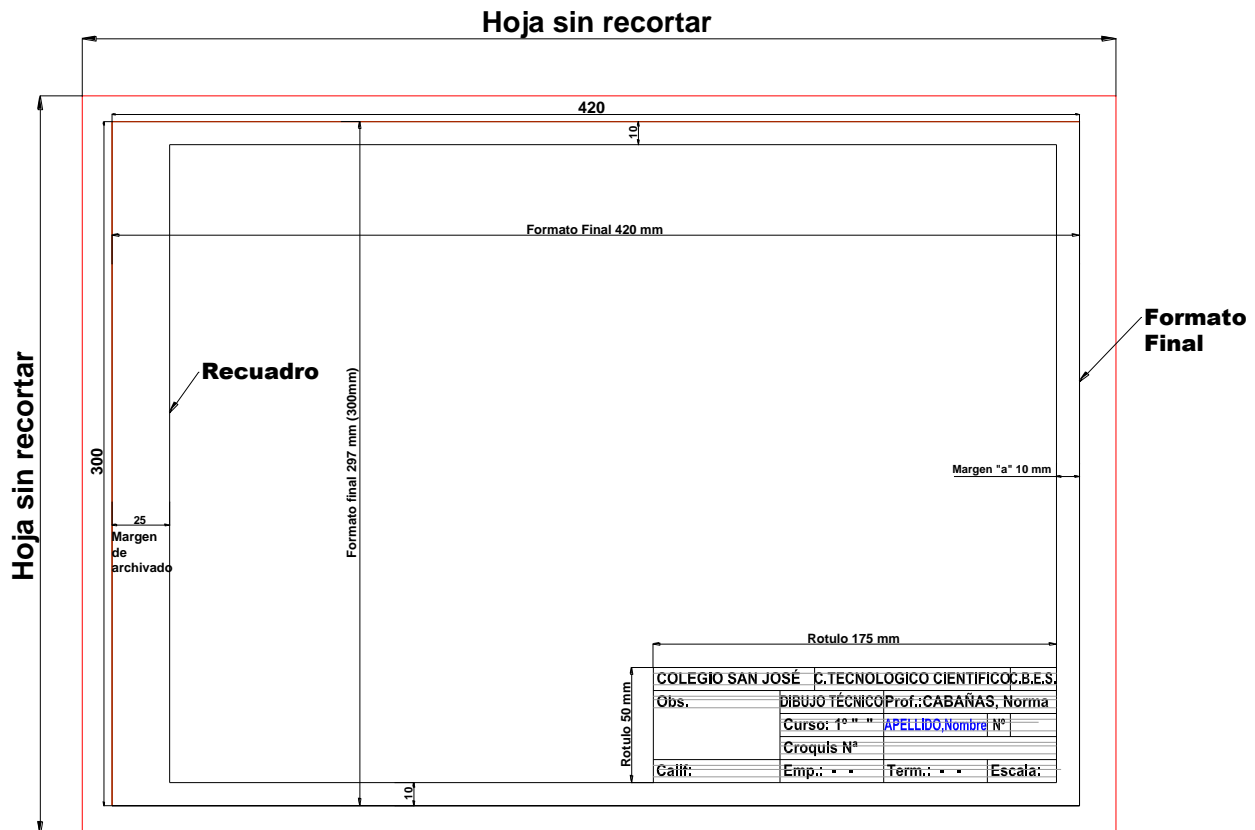 Hoja sin recortar
420
10
Formato Final 420 mm
Formato
Final
Recuadro
Hoja sin recortar
300
Formato final 297 mm (300mm)
Margen "a" 10 mm
25
Margen
de
archivado
Rotulo 175 mm
Rotulo 50 mm
COLEGIO SAN JOSÉ C.TECNOLOGICO CIENTIFICO C.B.E.S.
Obs. DIBUJO TÉCNICO Prof.:CABAÑAS, Norma
Curso: 1º " " APELLIDO,Nombre Nº
Croquis Nª
Calif: Emp.: - - Term.: - - Escala:
10